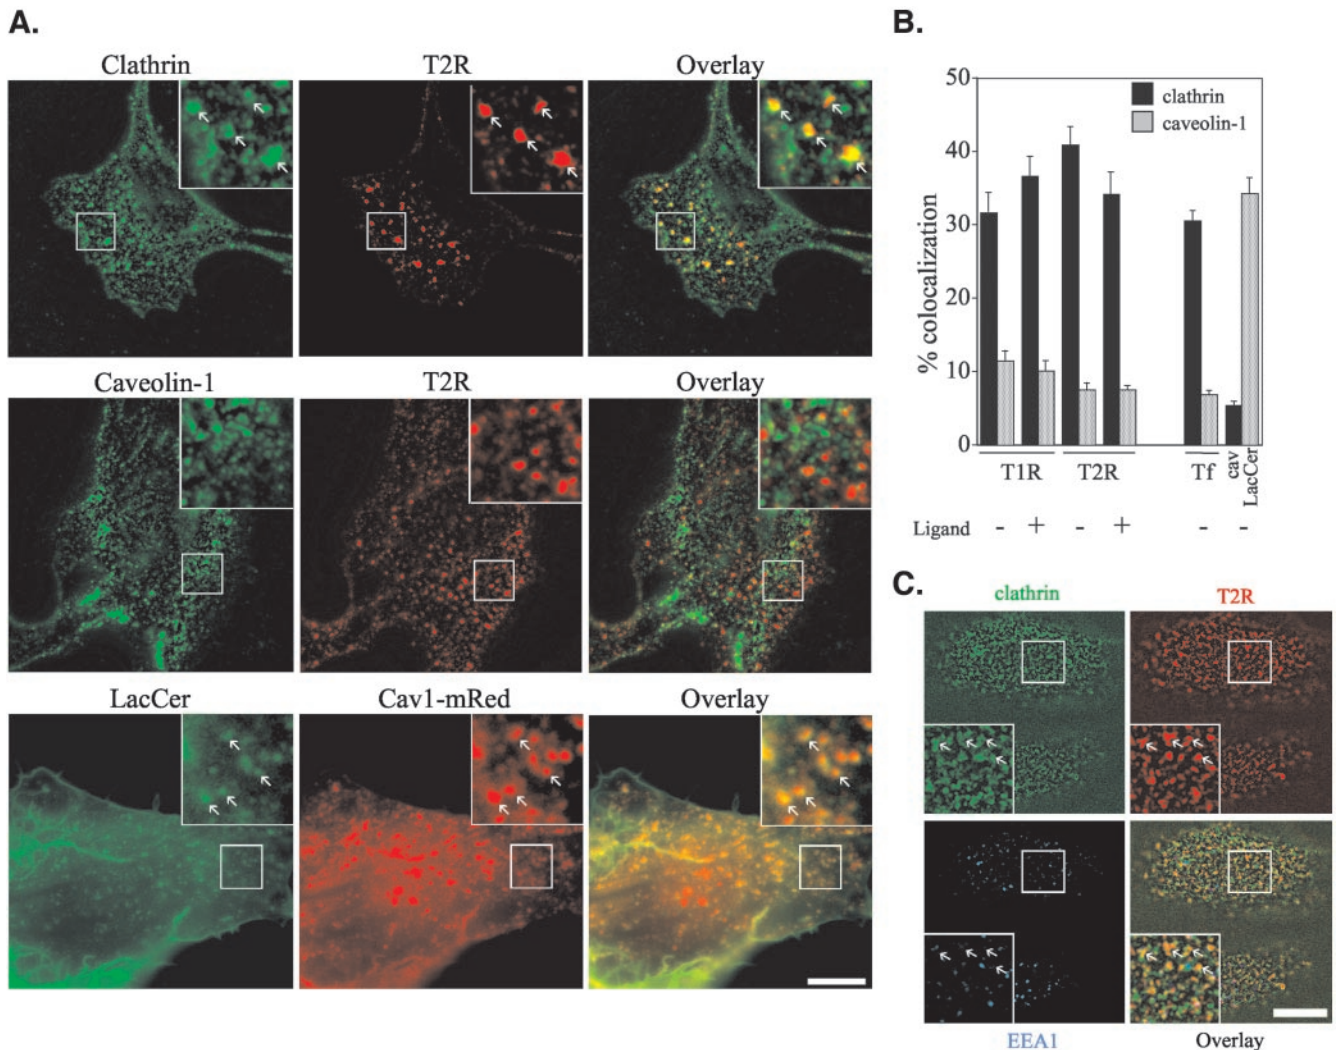 A.
Clathrin T2R Overlay
Caveolin-1 T2R Overlay
LacCer Cav1-mRed Overlay
B.
50
40
30
20
10
0
% colocalization
clathrin
caveolin-1
T1R T2R Tf cav LacCer
Ligand - + - + - -
C.
clathrin T2R
EEA1 Overlay